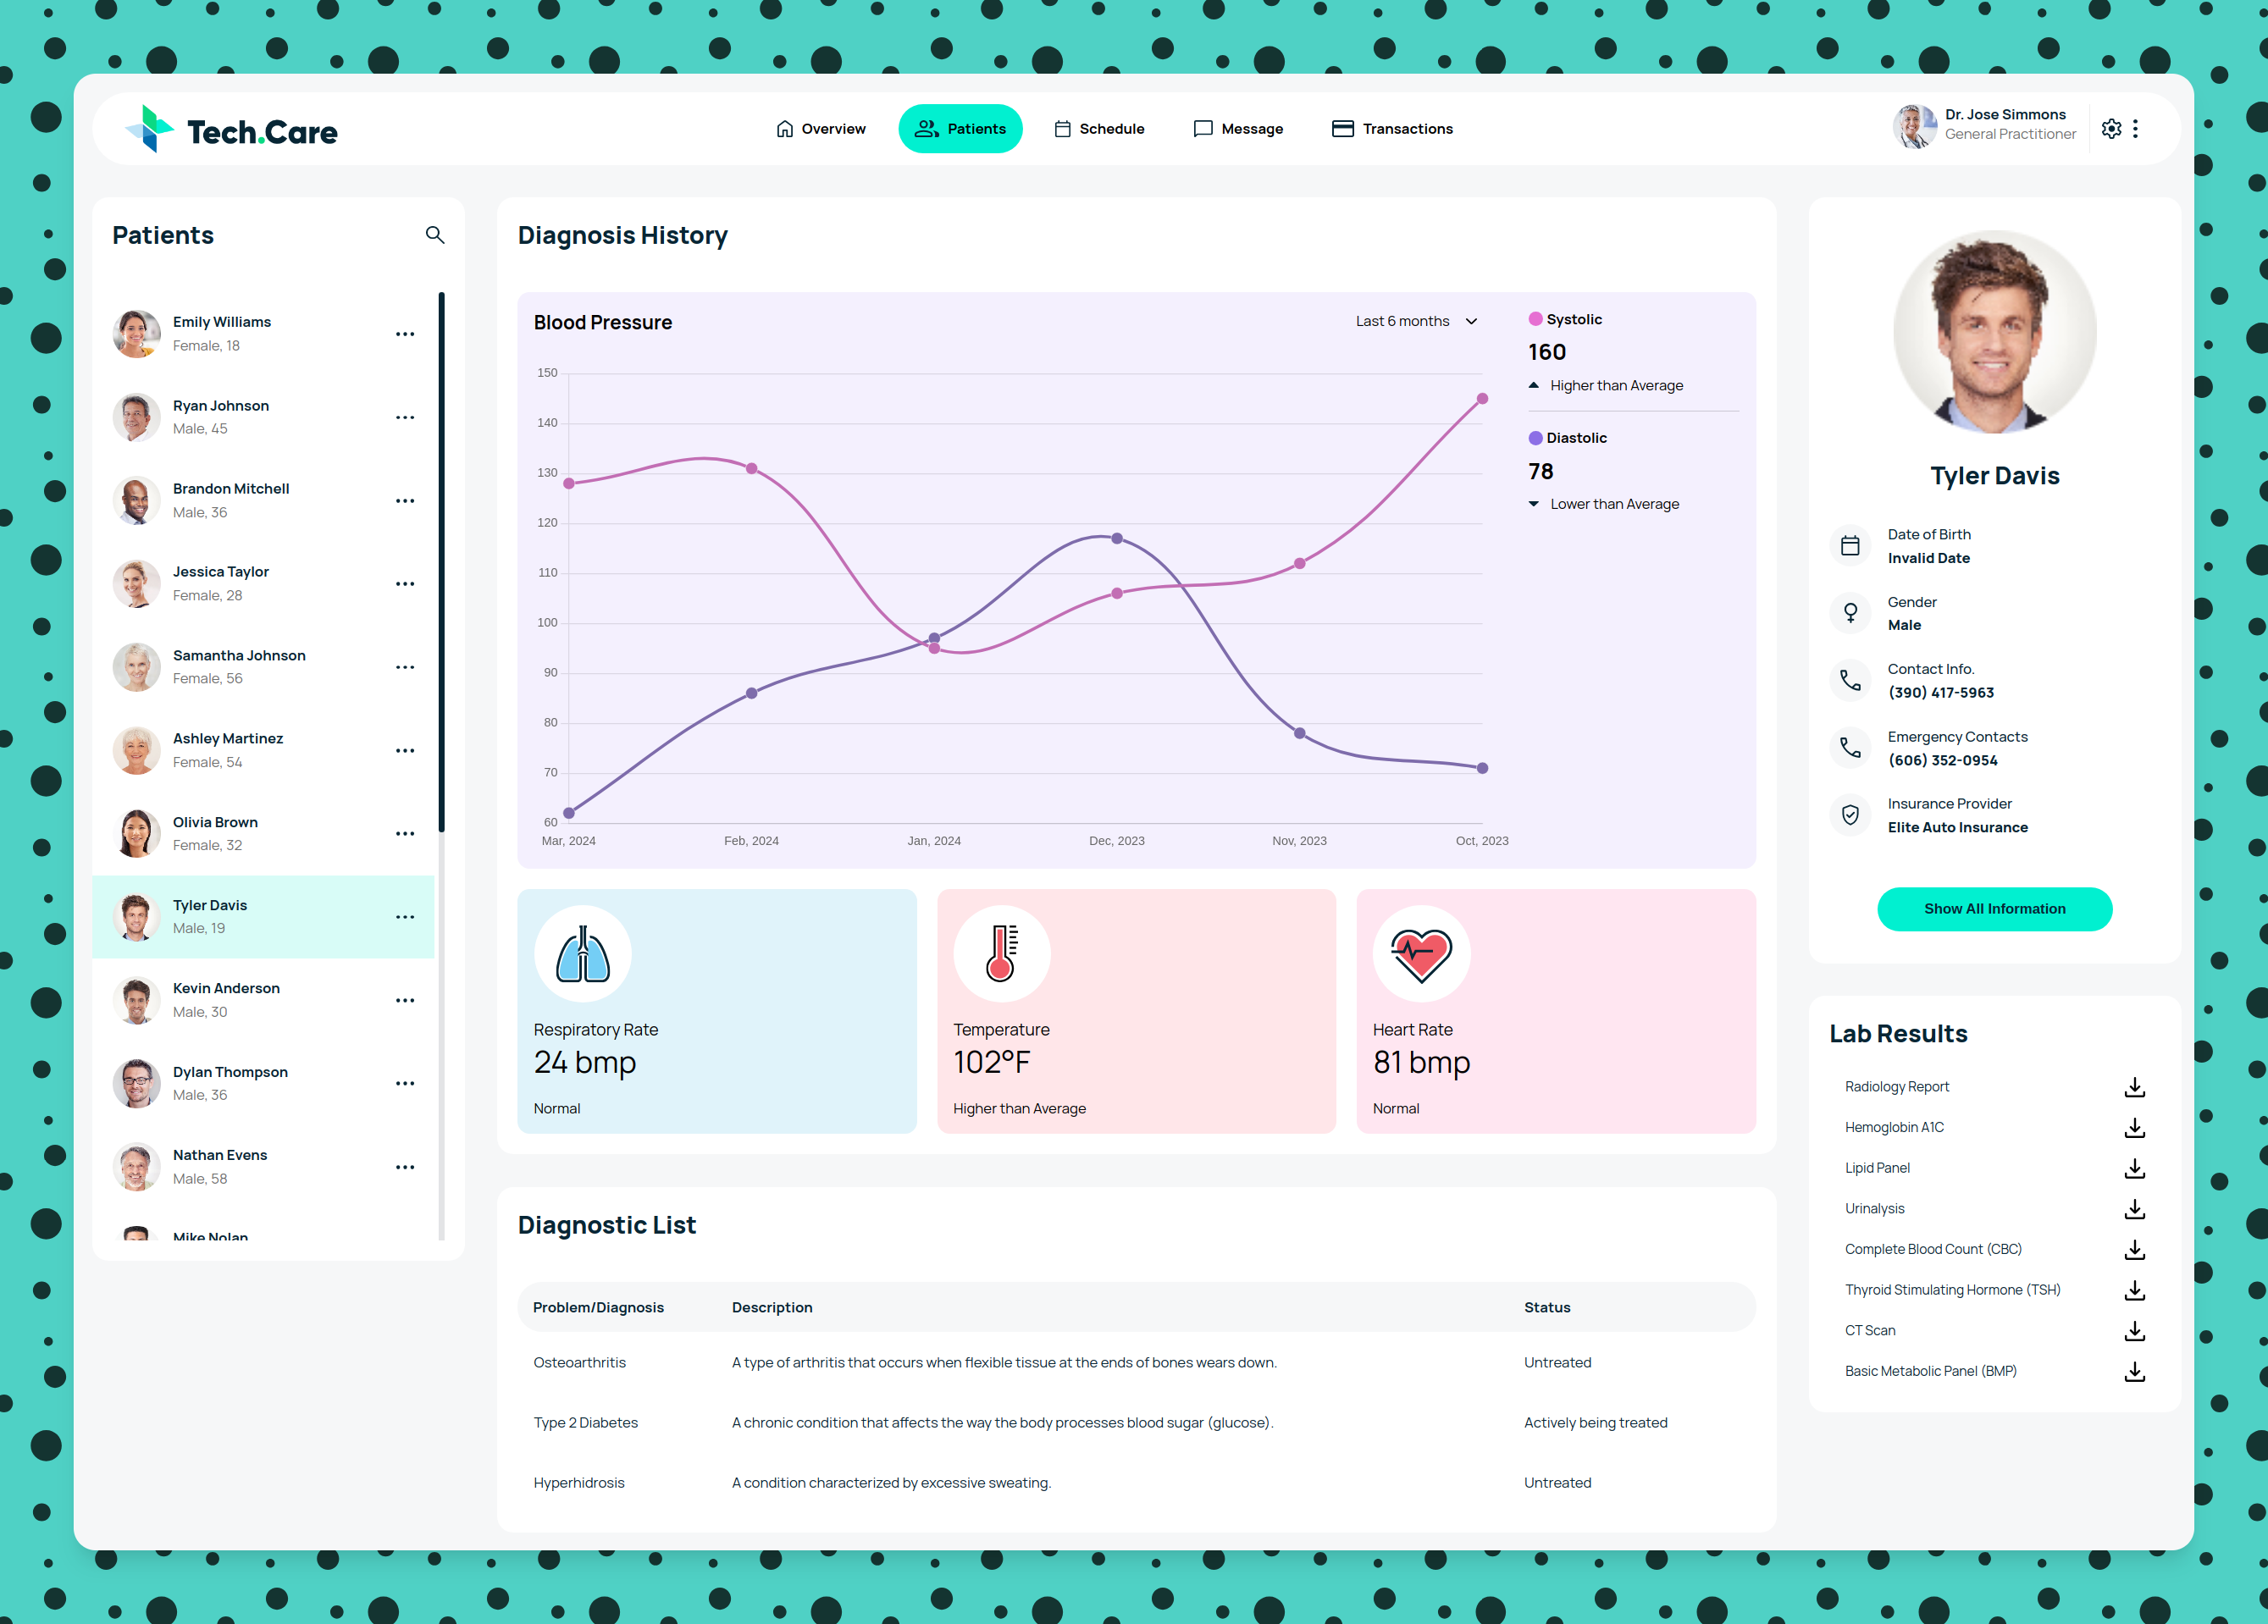 Tech.Care
Overview
Patients
Schedule
Message
Transactions
Dr. Jose Simmons
General Practitioner
Patients
Emily Williams
Female, 18
Ryan Johnson
Male, 45
Brandon Mitchell
Male, 36
Jessica Taylor
Female, 28
Samantha Johnson
Female, 56
Ashley Martinez
Female, 54
Olivia Brown
Female, 32
Tyler Davis
Male, 19
Kevin Anderson
Male, 30
Dylan Thompson
Male, 36
Nathan Evens
Male, 58
Mike Nolan
Diagnosis History
Blood Pressure
Last 6 months
150
140
130
120
110
100
90
80
70
60
Mar, 2024
Feb, 2024
Jan, 2024
Dec, 2023
Nov, 2023
Oct, 2023
Systolic
160
Higher than Average
Diastolic
78
Lower than Average
Respiratory Rate
24 bmp
Normal
Temperature
102°F
Higher than Average
Heart Rate
81 bmp
Normal
Diagnostic List
Problem/Diagnosis Description Status
Osteoarthritis A type of arthritis that occurs when flexible tissue at the ends of bones wears down. Untreated
Type 2 Diabetes A chronic condition that affects the way the body processes blood sugar (glucose). Actively being treated
Hyperhidrosis A condition characterized by excessive sweating. Untreated
Tyler Davis
Date of Birth
Invalid Date
Gender
Male
Contact Info.
(390) 417-5963
Emergency Contacts
(606) 352-0954
Insurance Provider
Elite Auto Insurance
Show All Information
Lab Results
Radiology Report
Hemoglobin A1C
Lipid Panel
Urinalysis
Complete Blood Count (CBC)
Thyroid Stimulating Hormone (TSH)
CT Scan
Basic Metabolic Panel (BMP)